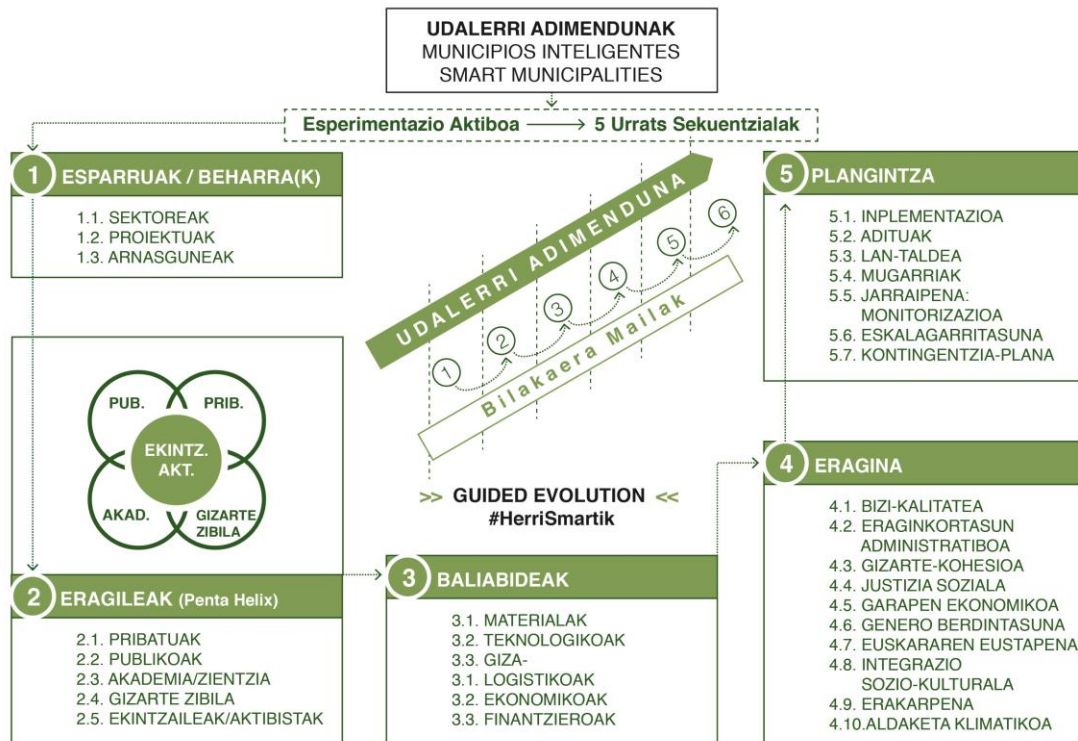 UDALERRI ADIMENDUNAK
MUNICIPIOS INTELIGENTES
SMART MUNICIPALITIES
Esperimentazio Aktiboa → 5 Urrats Sekuentzialak
1 ESPARRUAK / BEHARRA(K)
1.1. SEKTOREAK
1.2. PROIEKTUAK
1.3. ARNASGUNEAK
PUB.
PRIB.
EKINTZ.
AKT.
AKAD.
GIZARTE
ZIBILA
2 ERAGILEAK (Penta Helix)
2.1. PRIBATUAK
2.2. PUBLIKOAK
2.3. AKADEMIA/ZIENTZIA
2.4. GIZARTE ZIBILA
2.5. EKINTZAILEAK/AKTIBISTAK
UDALERRI ADIMENDUNA
1
2
3
4
5
6
Bilakaera Mailak
>> GUIDED EVOLUTION <<
#HerriSmartik
3 BALIABIDEAK
3.1. MATERIALAK
3.2. TEKNOLOGIKOAK
3.3. GIZA-
3.1. LOGISTIKOAK
3.2. EKONOMIKOAK
3.3. FINANTZIEROAK
4 ERAGINA
4.1. BIZI-KALITATEA
4.2. ERAGINKORTASUN
ADMINISTRATIBOA
4.3. GIZARTE-KOHESIOA
4.4. JUSTIZIA SOZIALA
4.5. GARAPEN EKONOMIKOA
4.6. GENERO BERDINTASUNA
4.7. EUSKARAREN EUSTAPENA
4.8. INTEGRAZIO
SOZIO-KULTURALA
4.9. ERAKARPENA
4.10.ALDAKETA KLIMATIKOA
5 PLANGINTZA
5.1. INPLEMENTAZIOA
5.2. ADITUAK
5.3. LAN-TALDEA
5.4. MUGARRIAK
5.5. JARRAIPENA:
MONITORIZAZIOA
5.6. ESKALAGARRITASUNA
5.7. KONTINGENTZIA-PLANA